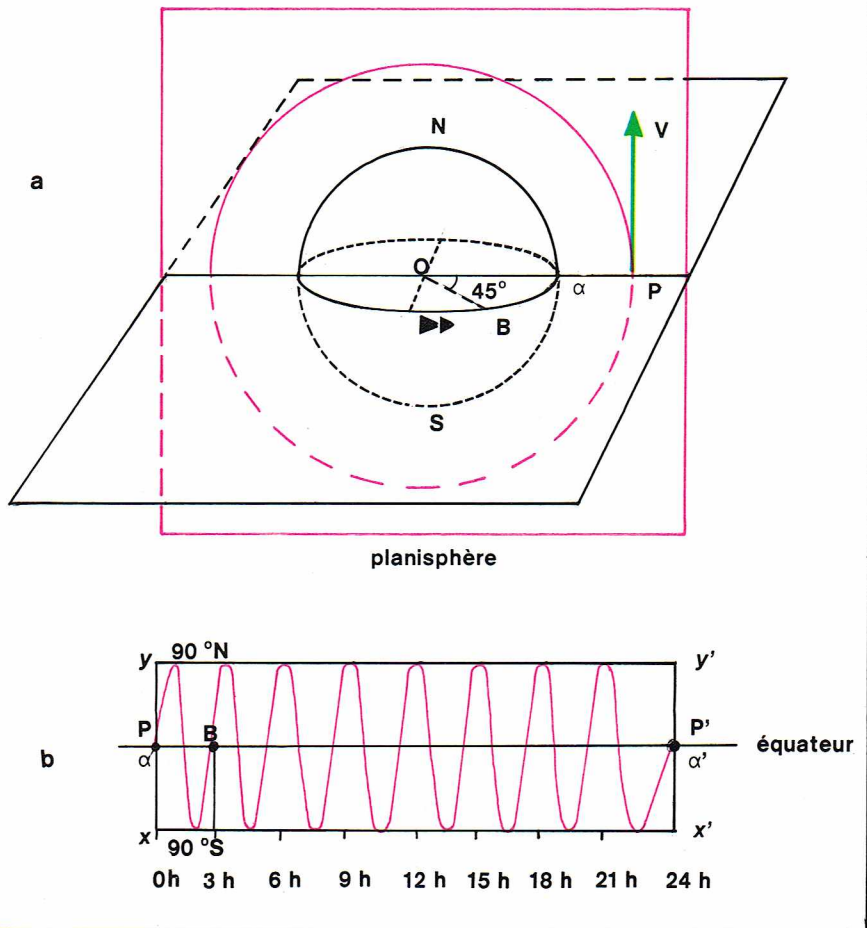 N
V
a
O
45°
α
P
B
S
planisphère
y
90 °N
y'
P
B
P'
b
α
α'
équateur
x
90 °S
x'
0h 3 h 6 h 9 h 12 h 15 h 18 h 21 h 24 h